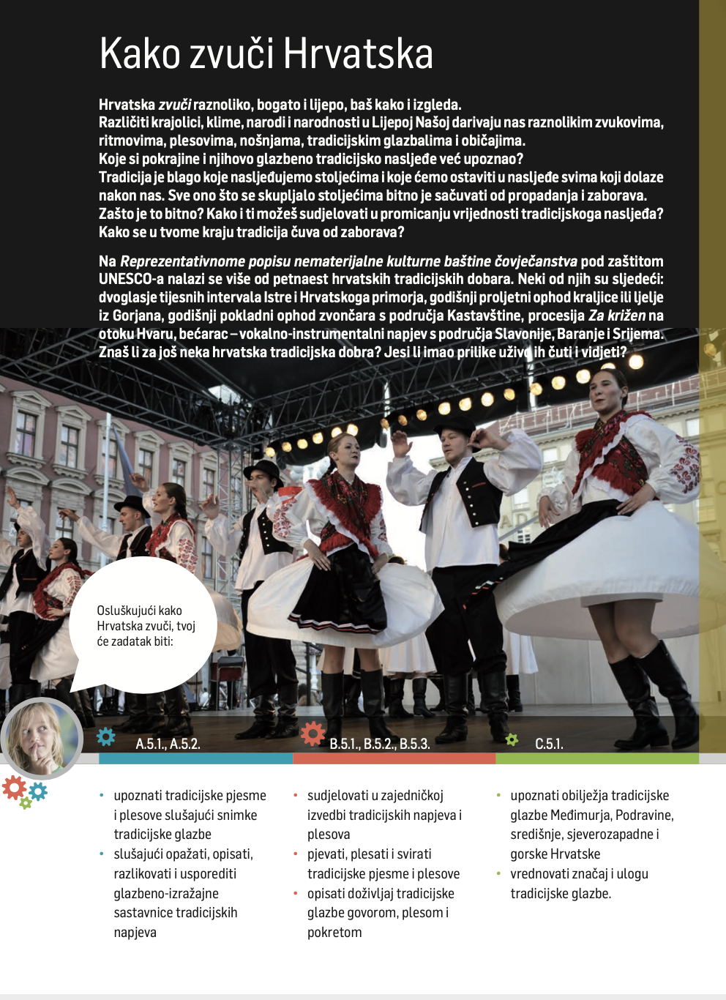 Kako zvuči Hrvatska
Hrvatska zvuči raznoliko, bogato i lijepo, baš kako i izgleda.
Različiti krajolici, klime, narodi i narodnosti u Lijepoj Našoj darivaju nas raznolikim zvukovima,
ritmovima, plesovima, nošnjama, tradicijskim glazbalima i običajima.
Koje si pokrajine i njihovo glazbeno tradicijsko nasljeđe već upoznao?
Tradicija je blago koje nasljeđujemo stoljećima i koje ćemo ostaviti u nasljeđe svima koji dolaze
nakon nas. Sve ono što se skupljalo stoljećima bitno je sačuvati od propadanja i zaborava.
Zašto je to bitno? Kako i ti možeš sudjelovati u promicanju vrijednosti tradicijskoga nasljeđa?
Kako se u tvome kraju tradicija čuva od zaborava?
Na Reprezentativnome popisu nematerijalne kulturne baštine čovječanstva pod zaštitom
UNESCO-a nalazi se više od petnaest hrvatskih tradicijskih dobara. Neki od njih su sljedeći:
dvoglasje tijesnih intervala Istre i Hrvatskoga primorja, godišnji proljetni ophod kraljice ili ljelje
iz Gorjana, godišnji pokladni ophod zvončara s područja Kastavštine, procesija Za križen na
otoku Hvaru, bećarac – vokalno-instrumentalni napjev s područja Slavonije, Baranje i Srijema.
Znaš li za još neka hrvatska tradicijska dobra? Jesi li imao prilike uživo ih čuti i vidjeti?
Osluškujući kako
Hrvatska zvuči, tvoj
će zadatak biti:
A.5.1., A.5.2.
upoznati tradicijske pjesme
i plesove slušajući snimke
tradicijske glazbe
slušajući opažati, opisati,
razlikovati i usporediti
glazbeno-izražajne
sastavnice tradicijskih
napjeva
B.5.1., B.5.2., B.5.3.
sudjelovati u zajedničkoj
izvedbi tradicijskih napjeva i
plesova
pjevati, plesati i svirati
tradicijske pjesme i plesove
opisati doživljaj tradicijske
glazbe govorom, plesom i
pokretom
C.5.1.
upoznati obilježja tradicijske
glazbe Međimurja, Podravine,
središnje, sjeverozapadne i
gorske Hrvatske
vrednovati značaj i ulogu
tradicijske glazbe.